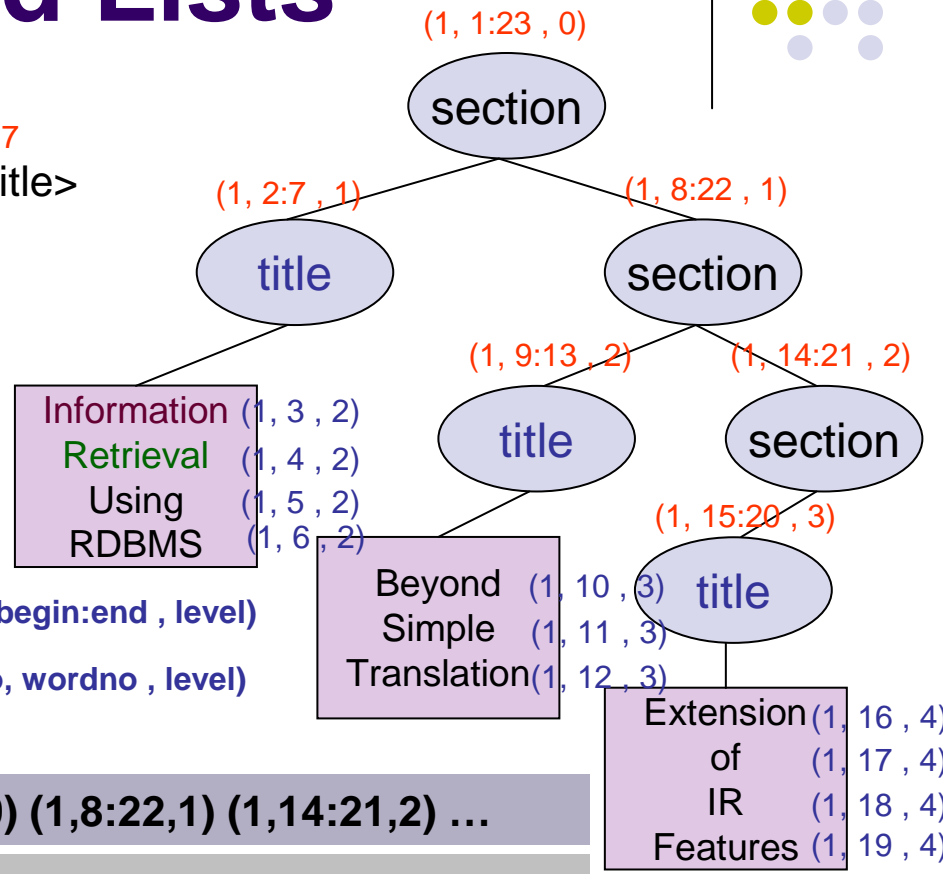 d Lists
(1, 1:23 , 0)
section
7
itle>
(1, 2:7 , 1)
(1, 8:22 , 1)
title
section
(1, 9:13 , 2)
(1, 14:21 , 2)
Information (1, 3 , 2)
Retrieval (1, 4 , 2)
Using (1, 5 , 2)
RDBMS (1, 6 , 2)
title
section
(1, 15:20 , 3)
Beyond (1, 10 , 3)
Simple (1, 11 , 3)
Translation (1, 12 , 3)
title
begin:end , level)
, wordno , level)
Extension (1, 16 , 4)
of (1, 17 , 4)
IR (1, 18 , 4)
Features (1, 19 , 4)
) (1,8:22,1) (1,14:21,2) …